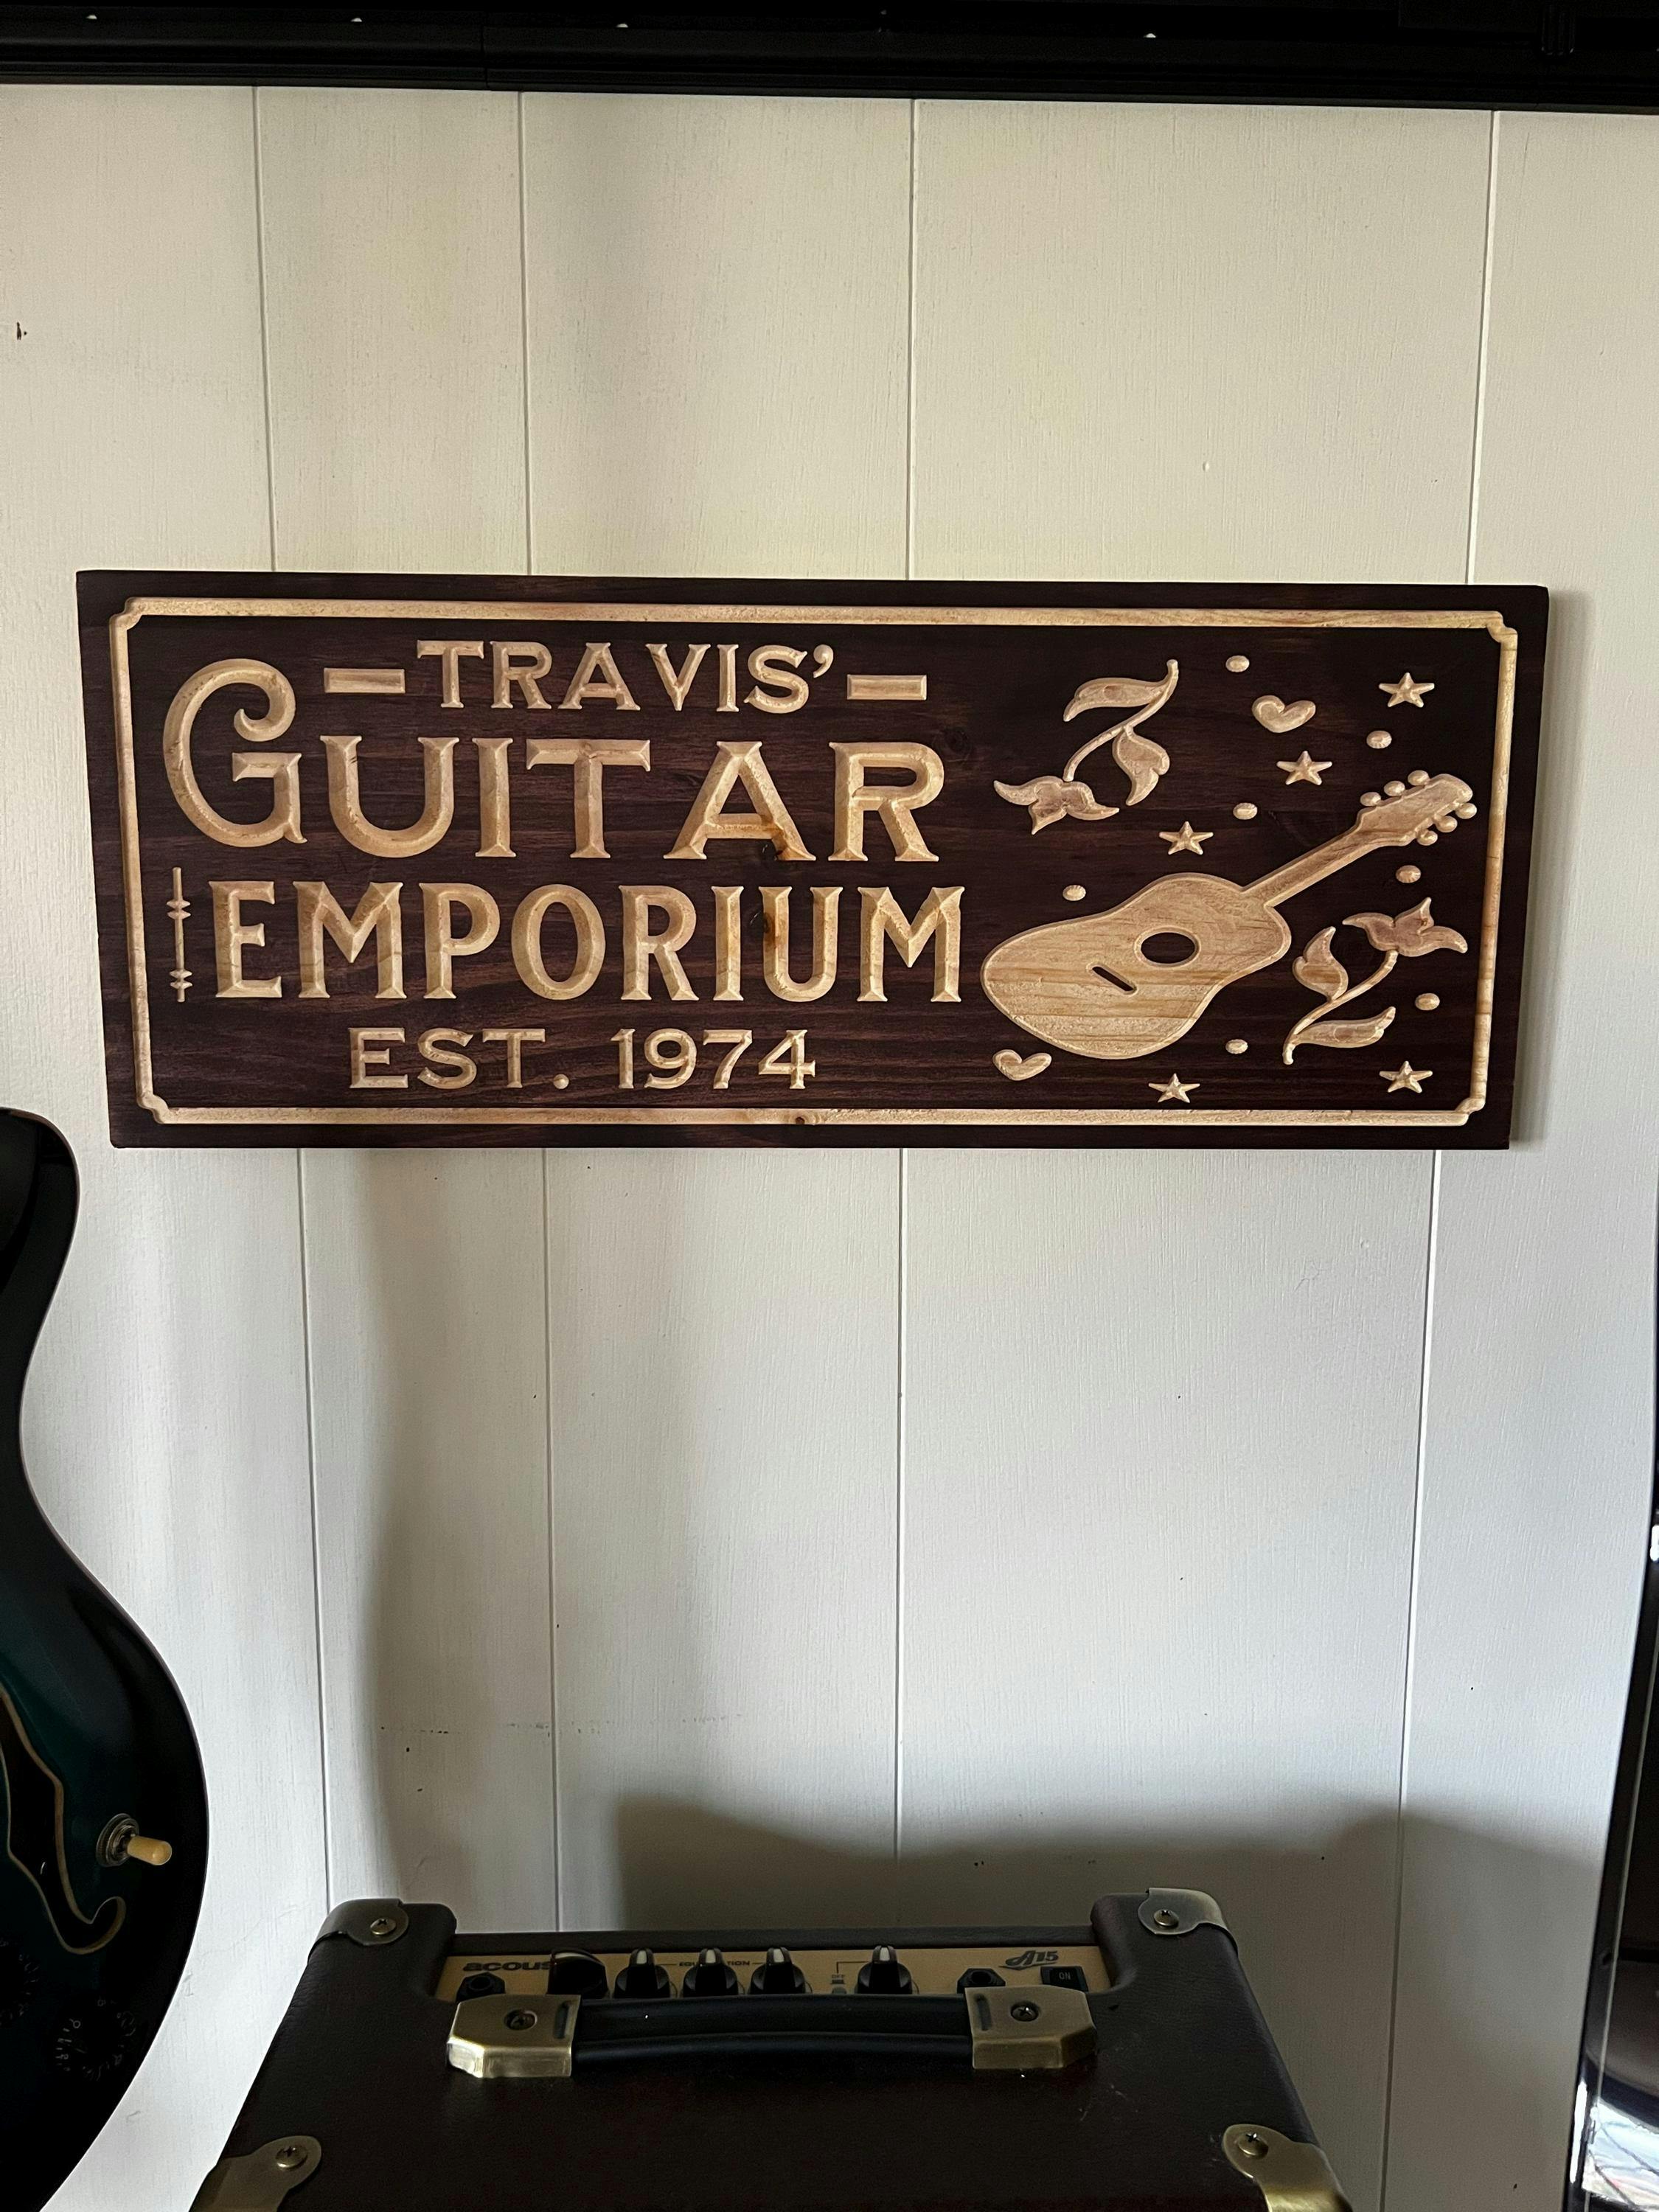 TRAVIS'
GUITAR
EMPORIUM
EST. 1974
A15
ON